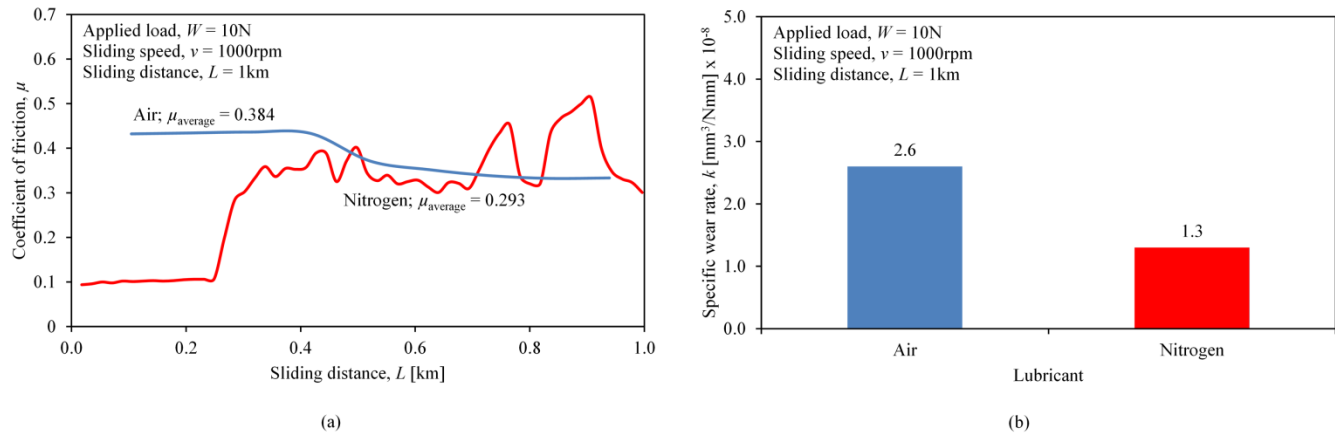 Applied load, W = 10N
Sliding speed, v = 1000rpm
Sliding distance, L = 1km
Air; μaverage = 0.384
Nitrogen; μaverage = 0.293
Coefficient of friction, μ
0.7
0.6
0.5
0.4
0.3
0.2
0.1
0
0.0 0.2 0.4 0.6 0.8 1.0
Sliding distance, L [km]
(a)
Applied load, W = 10N
Sliding speed, v = 1000rpm
Sliding distance, L = 1km
2.6
1.3
Specific wear rate, k [mm³/Nmm] x 10⁻⁸
5.0
4.0
3.0
2.0
1.0
0.0
Air Nitrogen
Lubricant
(b)